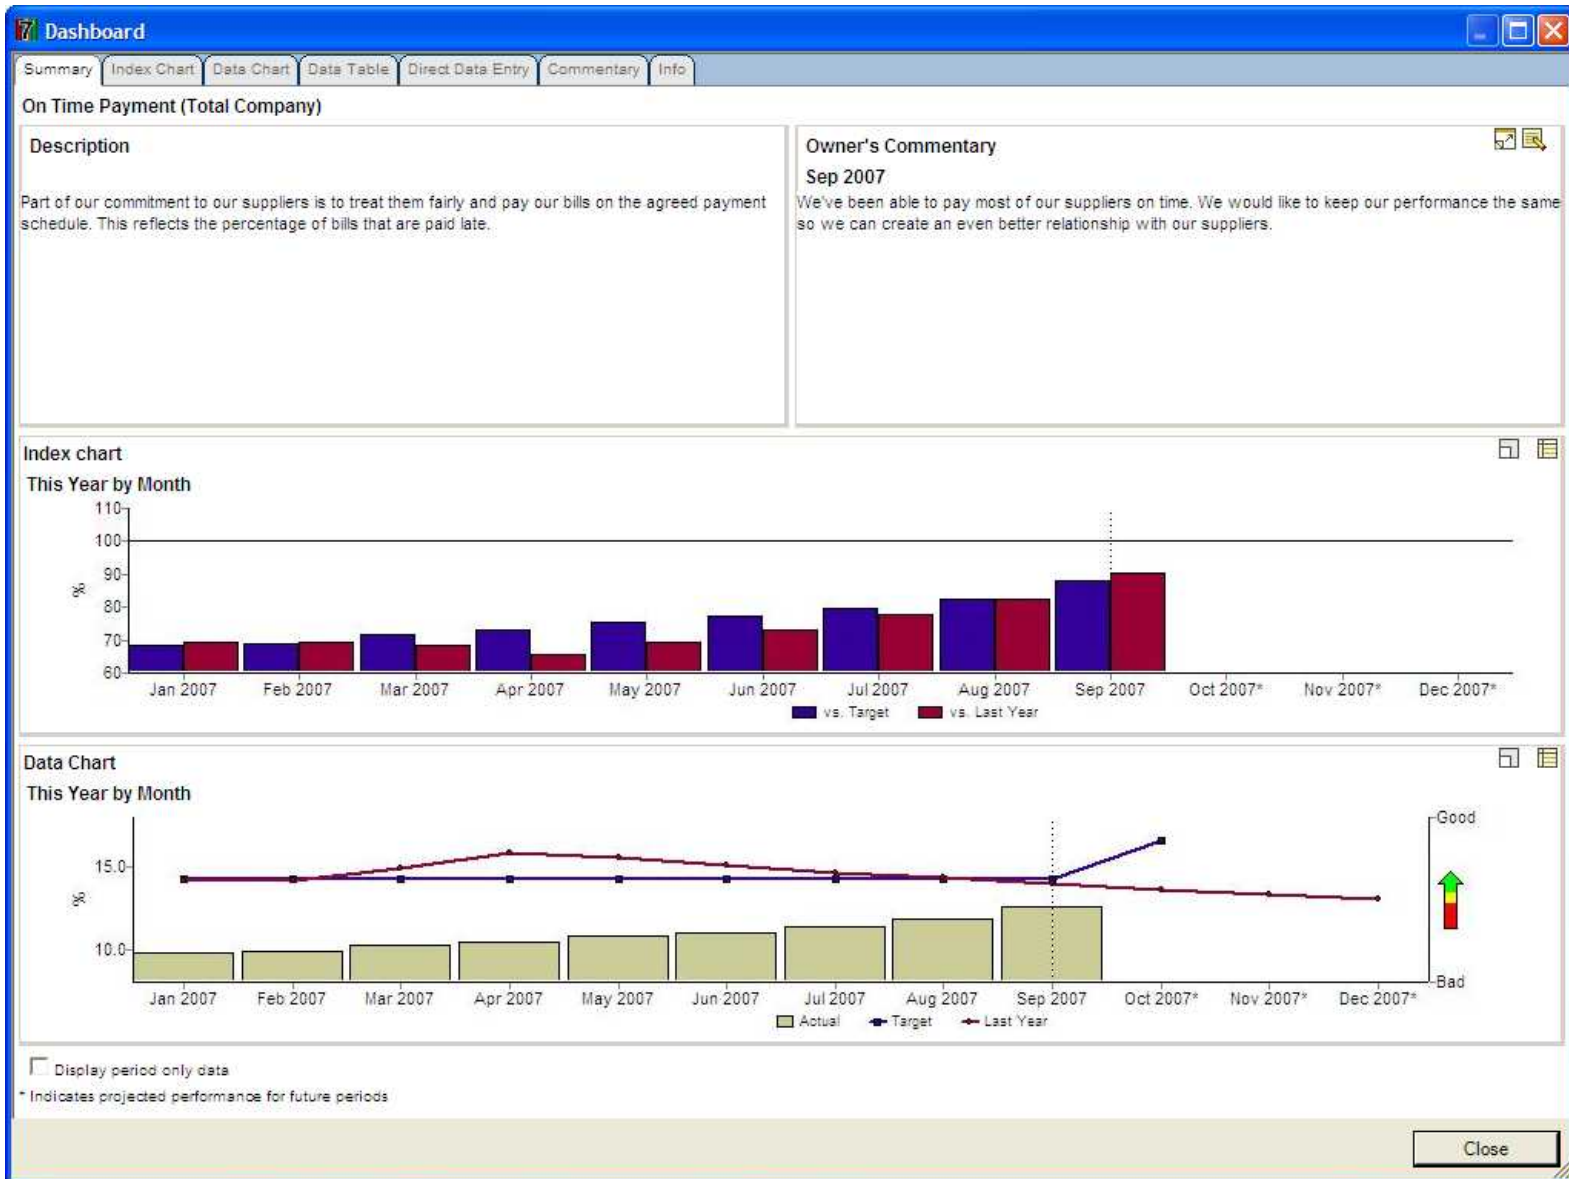 7 Dashboard
Summary Index Chart Data Chart Data Table Direct Data Entry Commentary Info
On Time Payment (Total Company)
Description
Part of our commitment to our suppliers is to treat them fairly and pay our bills on the agreed payment
schedule. This reflects the percentage of bills that are paid late.
Owner's Commentary
Sep 2007
We've been able to pay most of our suppliers on time. We would like to keep our performance the same
so we can create an even better relationship with our suppliers.
Index chart
This Year by Month
110
100
90
80
70
60
%
Jan 2007 Feb 2007 Mar 2007 Apr 2007 May 2007 Jun 2007 Jul 2007 Aug 2007 Sep 2007 Oct 2007* Nov 2007* Dec 2007*
vs. Target vs. Last Year
Data Chart
This Year by Month
15.0
10.0
%
Good
Bad
Jan 2007 Feb 2007 Mar 2007 Apr 2007 May 2007 Jun 2007 Jul 2007 Aug 2007 Sep 2007 Oct 2007* Nov 2007* Dec 2007*
Actual Target Last Year
Display period only data
* Indicates projected performance for future periods
Close